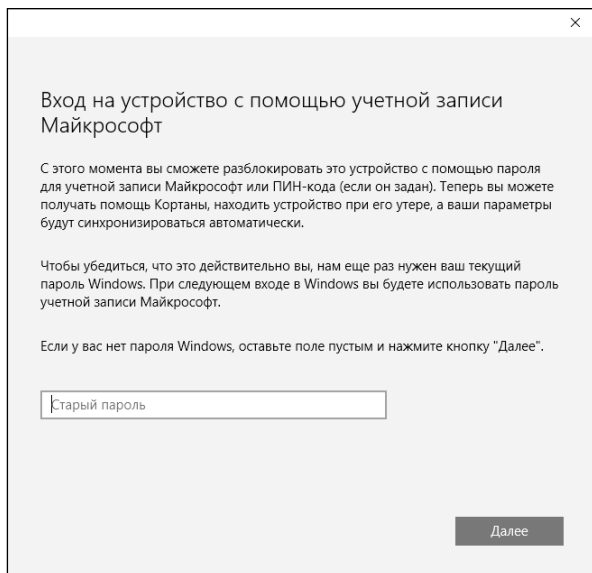 Вход на устройство с помощью учетной записи
Майкрософт
С этого момента вы сможете разблокировать это устройство с помощью пароля
для учетной записи Майкрософт или ПИН-кода (если он задан). Теперь вы можете
получать помощь Кортаны, находить устройство при его утере, а ваши параметры
будут синхронизироваться автоматически.
Чтобы убедиться, что это действительно вы, нам еще раз нужен ваш текущий
пароль Windows. При следующем входе в Windows вы будете использовать пароль
учетной записи Майкрософт.
Если у вас нет пароля Windows, оставьте поле пустым и нажмите кнопку "Далее".
Старый пароль
Далее